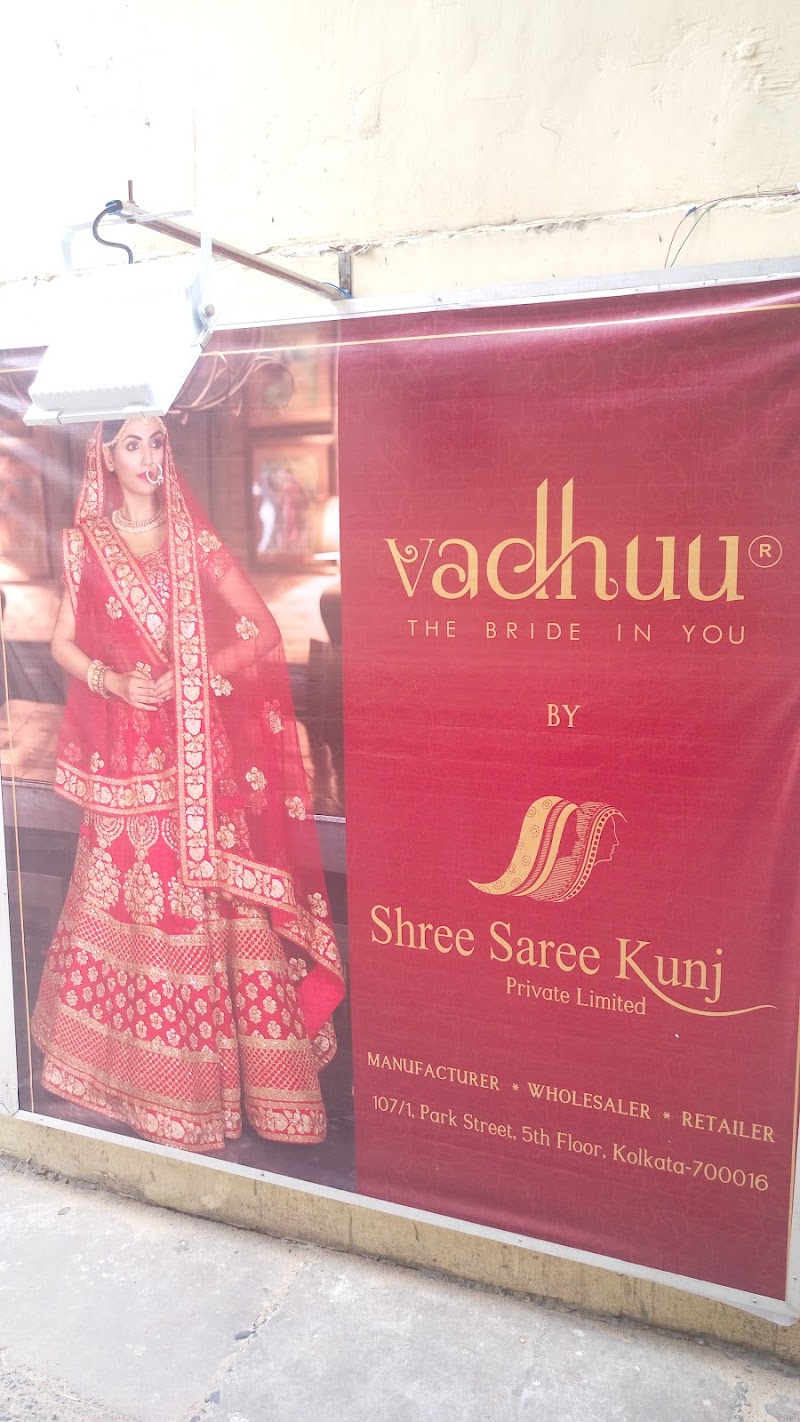 vadhuu®
THE BRIDE IN YOU
BY
Shree Saree Kunj
Private Limited
MANUFACTURER * WHOLESALER * RETAILER
107/1, Park Street, 5th Floor, Kolkata-700016